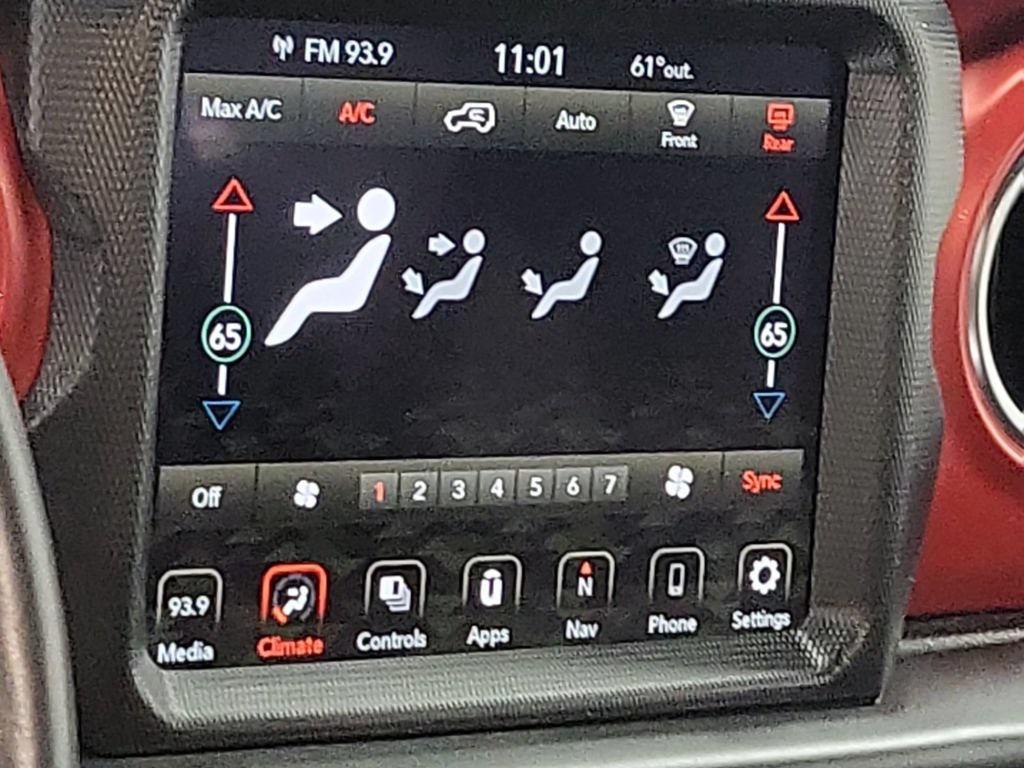 FM 93.9 11:01 61°out.
Max A/C A/C Auto Front Rear
65 65
Off 1 2 3 4 5 6 7 Sync
93.9 N
Media Climate Controls Apps Nav Phone Settings